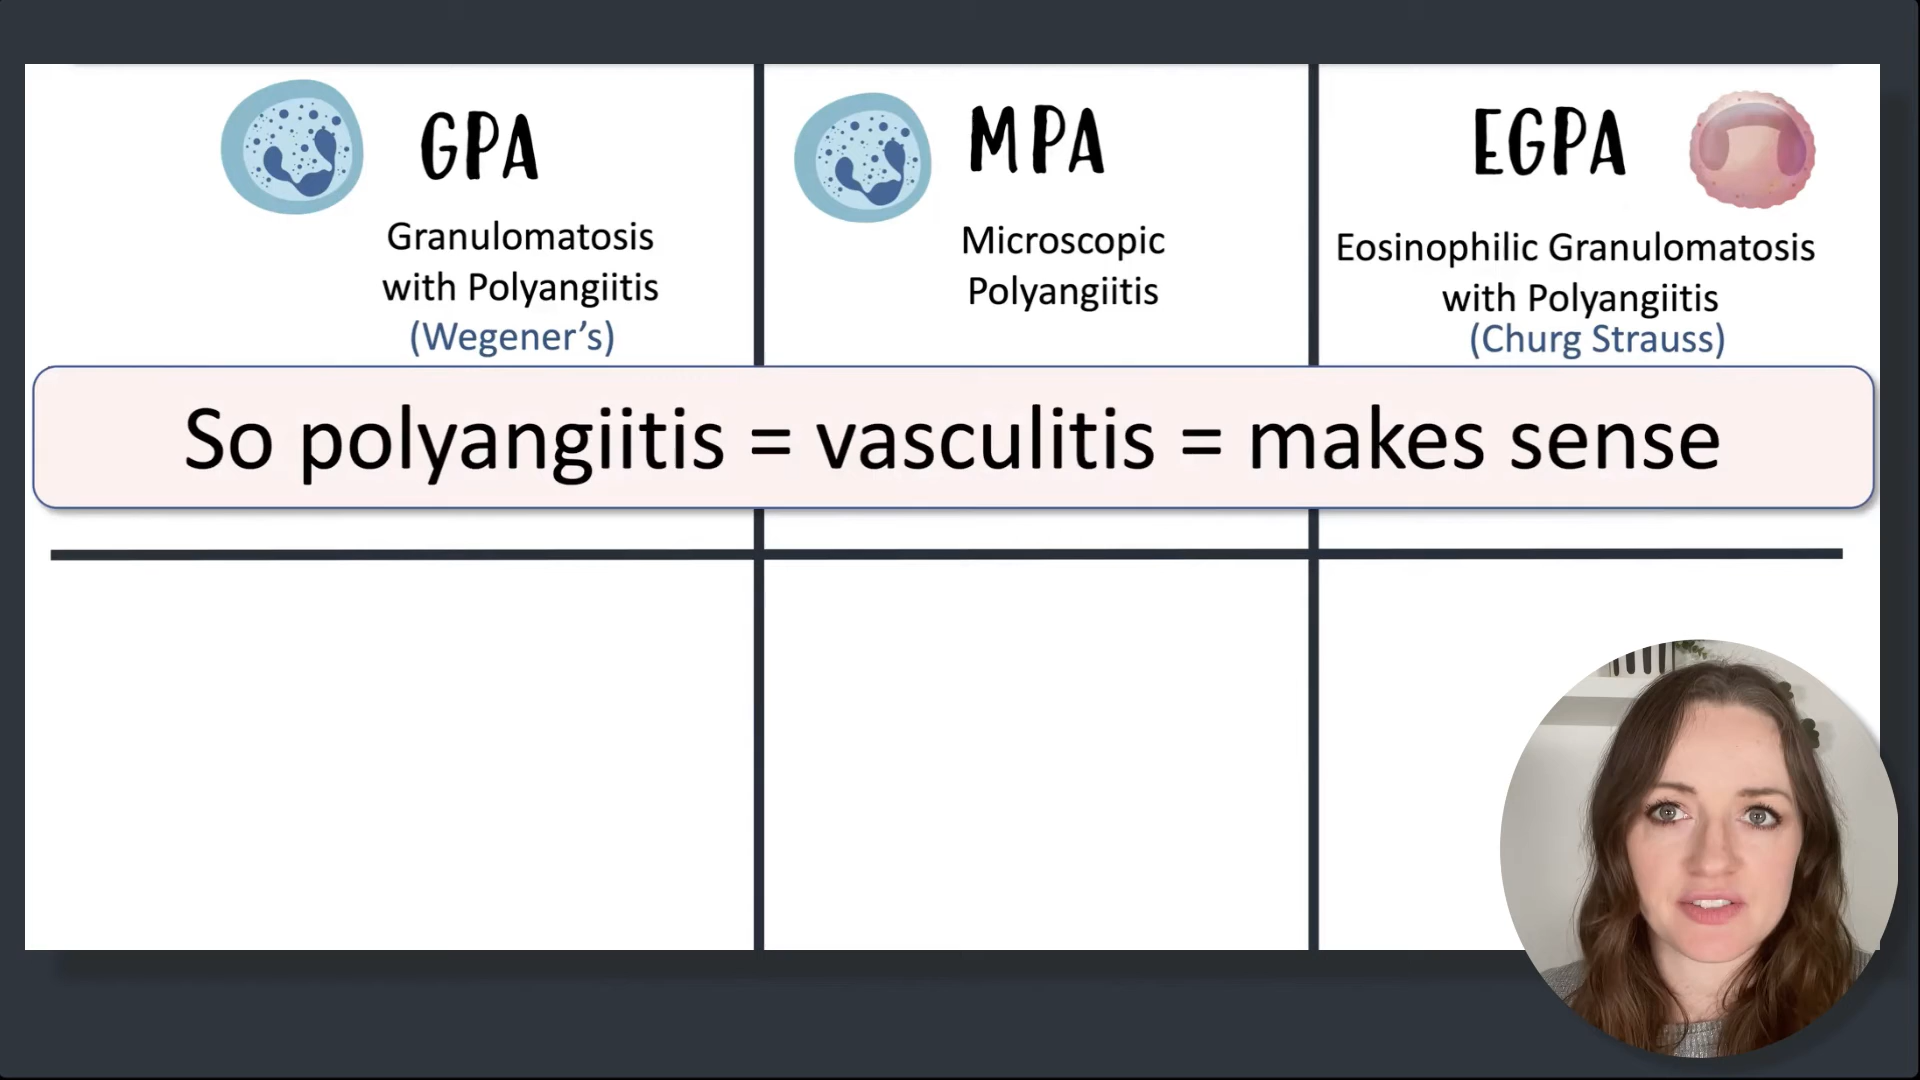 GPA
Granulomatosis
with Polyangiitis
(Wegener’s)
MPA
Microscopic
Polyangiitis
EGPA
Eosinophilic Granulomatosis
with Polyangiitis
(Churg Strauss)
So polyangiitis = vasculitis = makes sense